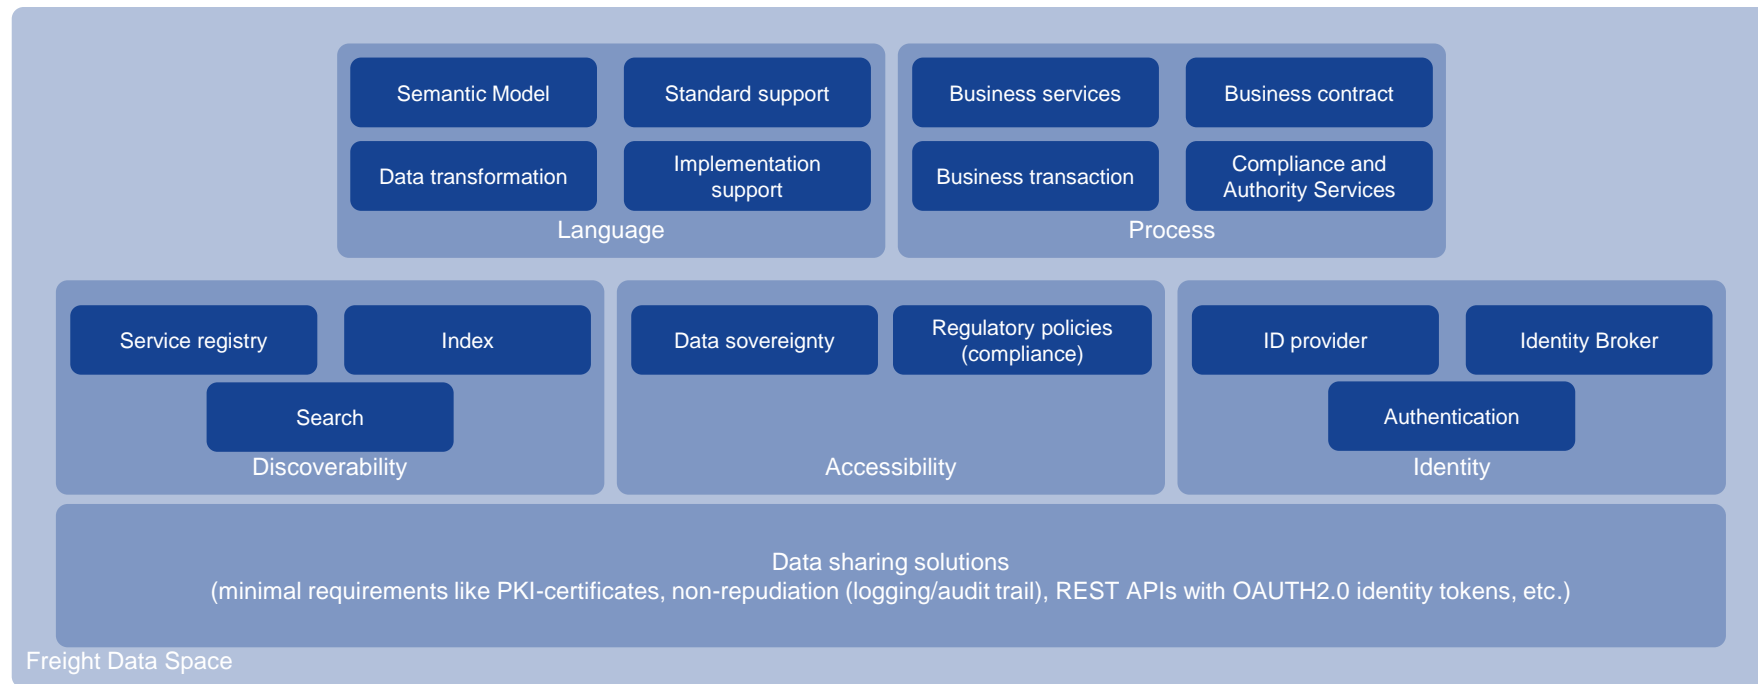 Semantic Model
Standard support
Data transformation
Implementation
support
Language
Business services
Business contract
Business transaction
Compliance and
Authority Services
Process
Service registry
Index
Search
Discoverability
Data sovereignty
Regulatory policies
(compliance)
Accessibility
ID provider
Identity Broker
Authentication
Identity
Data sharing solutions
(minimal requirements like PKI-certificates, non-repudiation (logging/audit trail), REST APIs with OAUTH2.0 identity tokens, etc.)
Freight Data Space